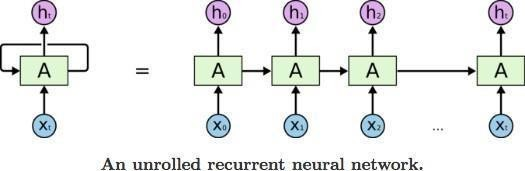 hₜ h₀ h₁ h₂ hₜ
A = A A A A
xₜ x₀ x₁ x₂ ... xₜ
An unrolled recurrent neural network.